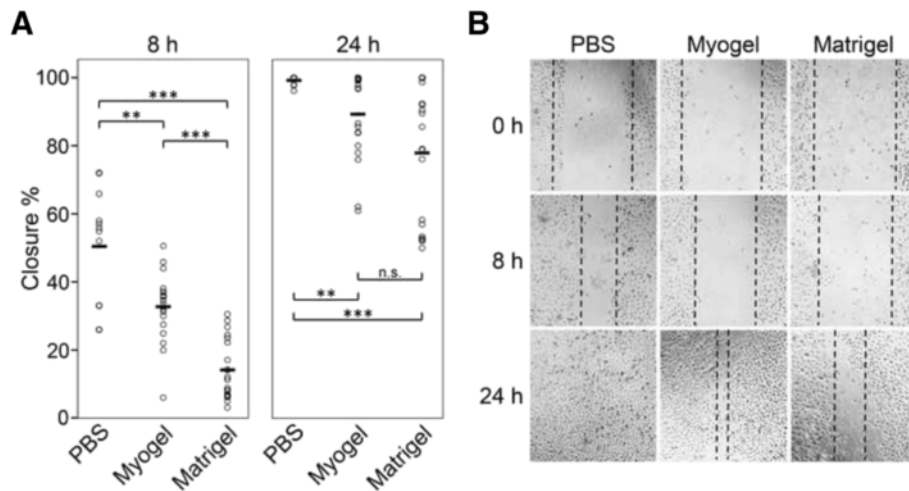 A
8 h
24 h
Closure %
100
80
60
40
20
0
***
**
***
n.s.
**
***
PBS
Myogel
Matrigel
PBS
Myogel
Matrigel
B
PBS
Myogel
Matrigel
0 h
8 h
24 h